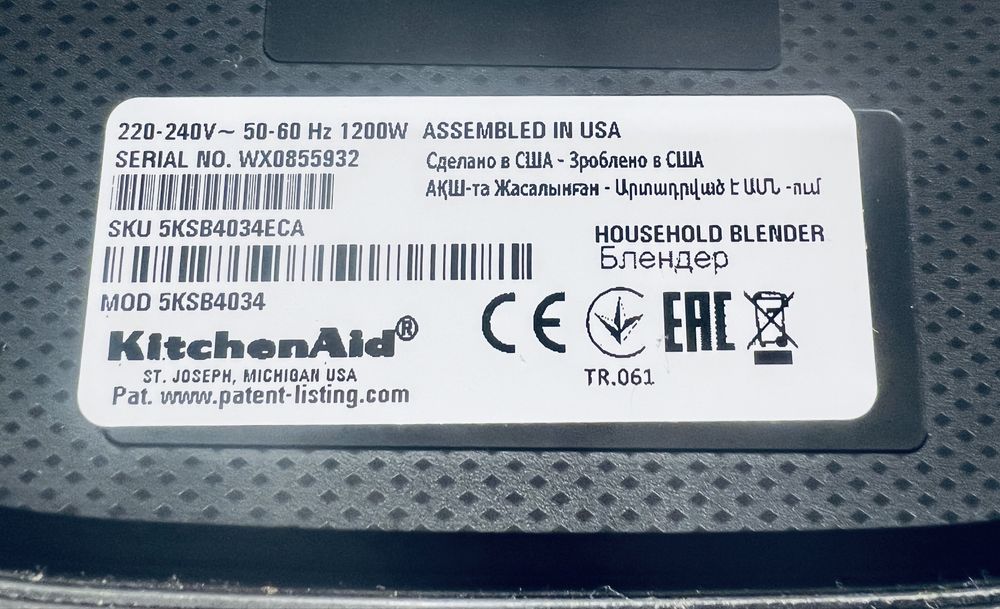 220-240V~ 50-60 Hz 1200W ASSEMBLED IN USA
SERIAL NO. WX0855932
Сделано в США - Зроблено в США
АҚШ-та Жасалынған - Արտադրված է ԱՄՆ -ում
SKU 5KSB4034ECA
HOUSEHOLD BLENDER
Блендер
MOD 5KSB4034
KitchenAid®
ST. JOSEPH, MICHIGAN USA
Pat. www.patent-listing.com
CE EAC
TR.061